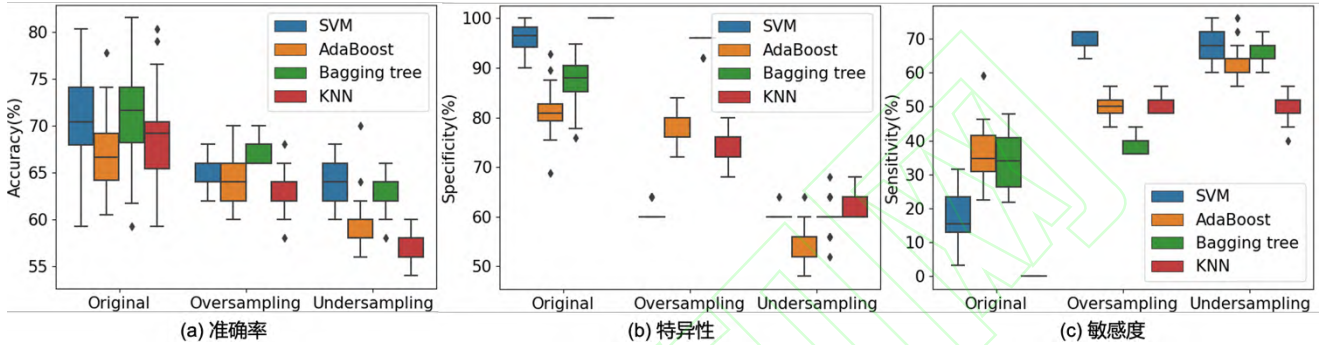 Accuracy(%)
80
75
70
65
60
55
SVM
AdaBoost
Bagging tree
KNN
Original Oversampling Undersampling
(a) 准确率
Specificity(%)
100
90
80
70
60
50
SVM
AdaBoost
Bagging tree
KNN
Original Oversampling Undersampling
(b) 特异性
Sensitivity(%)
70
60
50
40
30
20
10
0
SVM
AdaBoost
Bagging tree
KNN
Original Oversampling Undersampling
(c) 敏感度